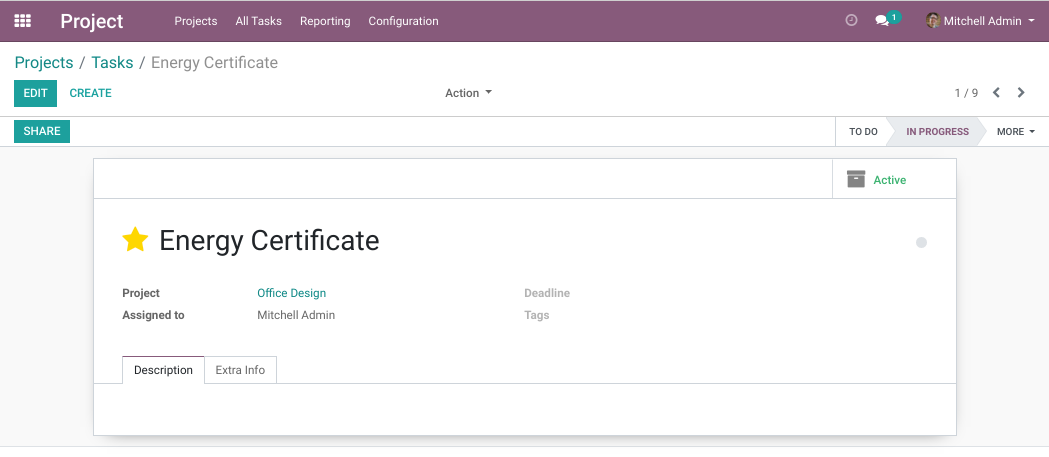 Project Projects All Tasks Reporting Configuration 1 Mitchell Admin
Projects / Tasks / Energy Certificate
EDIT CREATE Action 1 / 9
SHARE TO DO IN PROGRESS MORE
Active
Energy Certificate
Project Office Design Deadline
Assigned to Mitchell Admin Tags
Description Extra Info